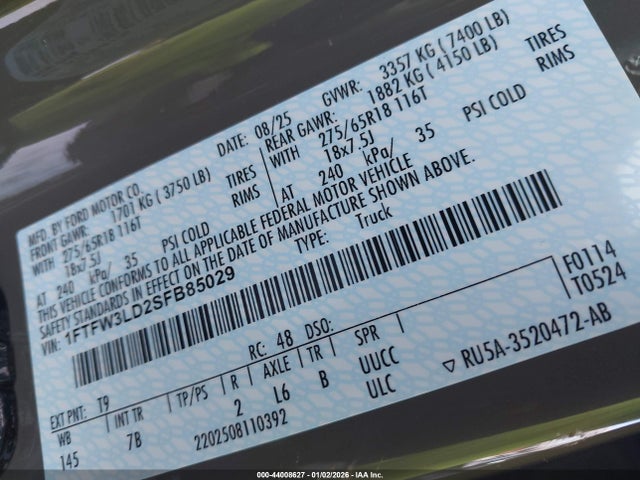 MFD. BY FORD MOTOR CO.
DATE: 08/25 GVWR: 3357 KG ( 7400 LB)
FRONT GAWR: 1701 KG ( 3750 LB) REAR GAWR: 1882 KG ( 4150 LB)
WITH 275/65R18 116T TIRES WITH 275/65R18 116T TIRES
18x7.5J RIMS 18x7.5J RIMS
AT 240 kPa/ 35 PSI COLD AT 240 kPa/ 35 PSI COLD
THIS VEHICLE CONFORMS TO ALL APPLICABLE FEDERAL MOTOR VEHICLE
SAFETY STANDARDS IN EFFECT ON THE DATE OF MANUFACTURE SHOWN ABOVE.
VIN: 1FTFW3LD2SFB85029 TYPE: Truck
F0114
T0524
EXT PNT: T9 RC: 48 DSO:
WB INT TR TP/PS R AXLE TR SPR
145 7B 2 L6 B UUCC
ULC
2202508110392
▽ RU5A-3520472-AB
000-44008627 - 01/02/2026 - IAA Inc.